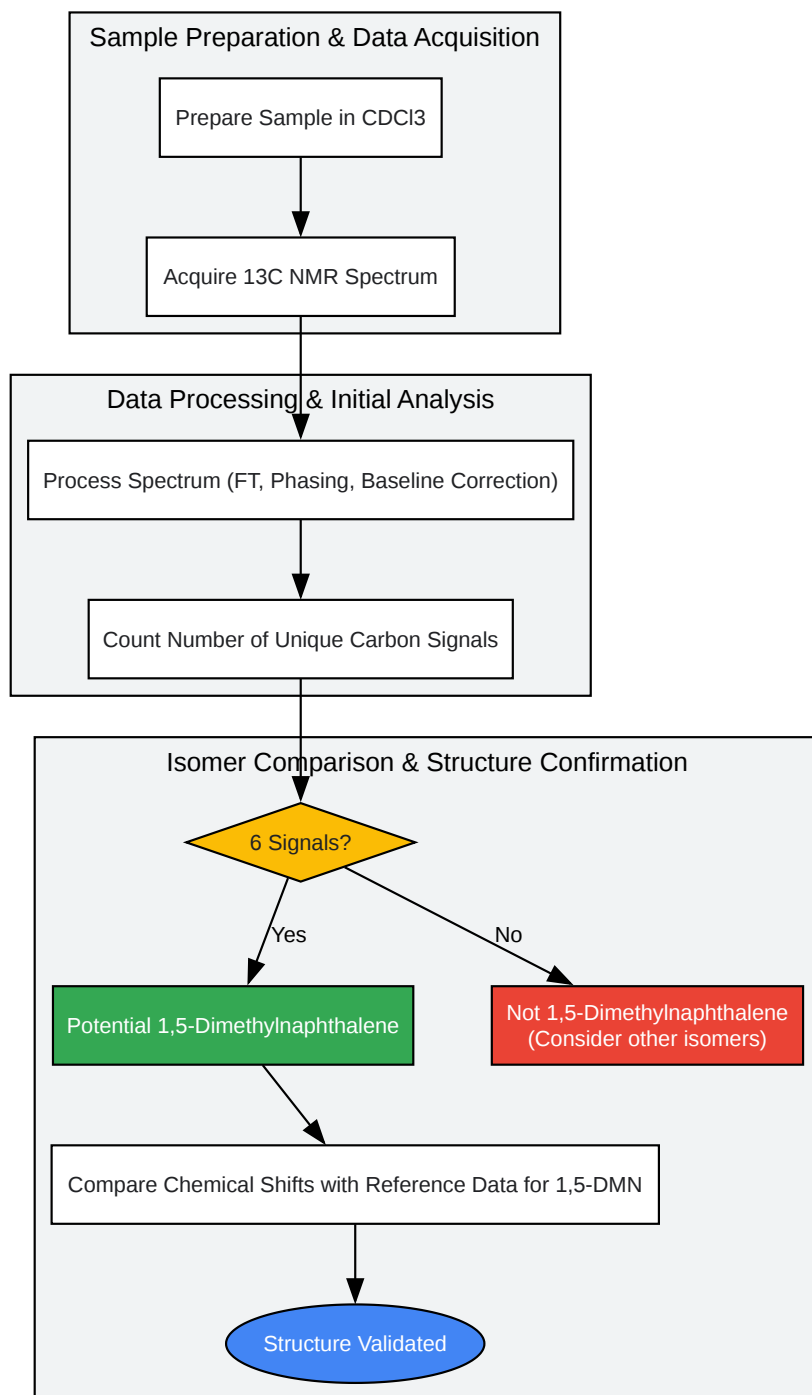 Sample Preparation & Data Acquisition
Prepare Sample in CDCl3
Acquire 13C NMR Spectrum
Data Processing & Initial Analysis
Process Spectrum (FT, Phasing, Baseline Correction)
Count Number of Unique Carbon Signals
Isomer Comparison & Structure Confirmation
6 Signals?
Yes
No
Potential 1,5-Dimethylnaphthalene
Not 1,5-Dimethylnaphthalene
(Consider other isomers)
Compare Chemical Shifts with Reference Data for 1,5-DMN
Structure Validated